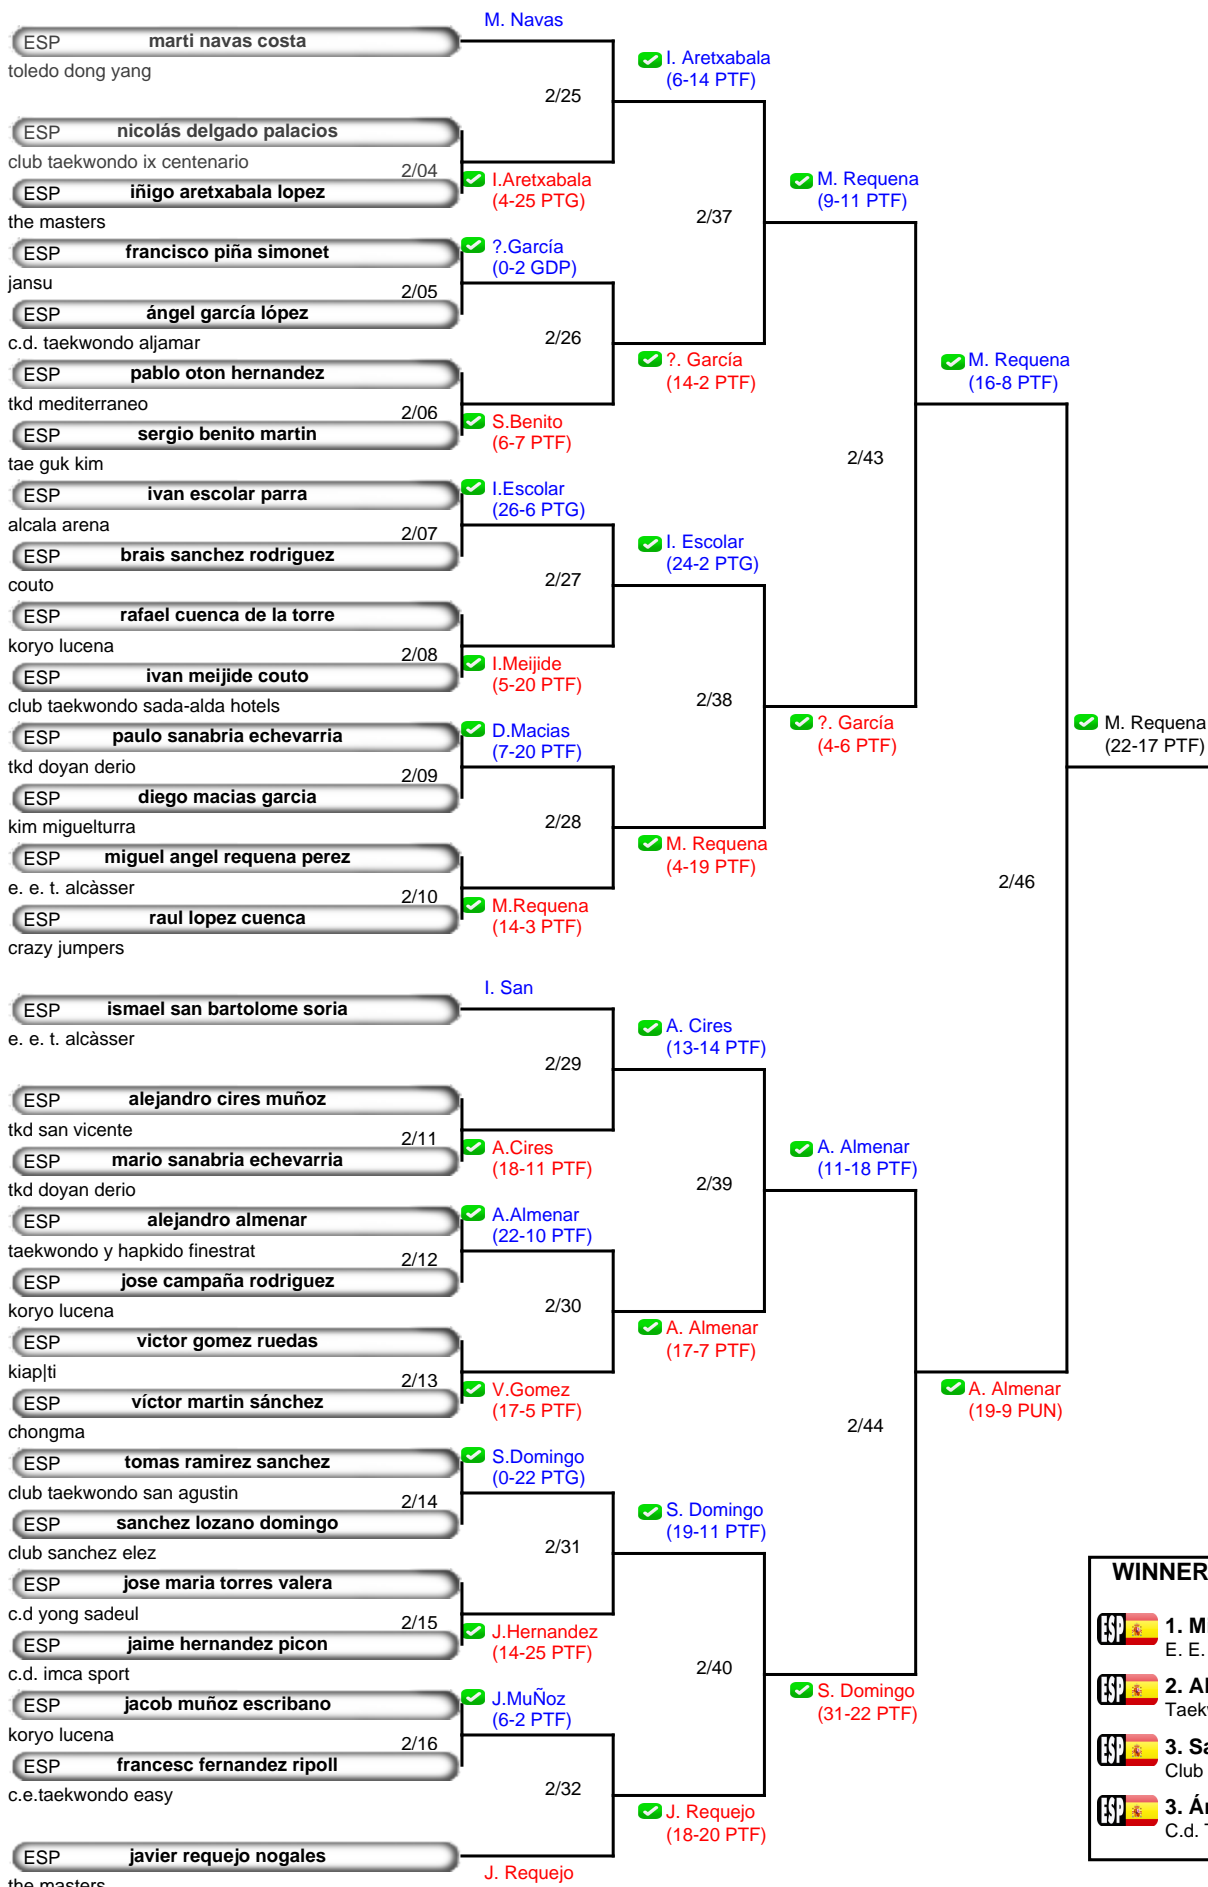 M. Navas
ESP marti navas costa
toledo dong yang
I. Aretxabala
(6-14 PTF)
2/25
ESP nicolás delgado palacios
club taekwondo ix centenario
2/04
ESP iñigo aretxabala lopez
the masters
I.Aretxabala
(4-25 PTG)
M. Requena
(9-11 PTF)
2/37
ESP francisco piña simonet
jansu
?.García
(0-2 GDP)
2/05
ESP ángel garcía lópez
c.d. taekwondo aljamar
2/26
?. García
(14-2 PTF)
ESP pablo oton hernandez
tkd mediterraneo
2/06
ESP sergio benito martin
tae guk kim
S.Benito
(6-7 PTF)
M. Requena
(16-8 PTF)
2/43
ESP ivan escolar parra
alcala arena
I.Escolar
(26-6 PTG)
2/07
ESP brais sanchez rodriguez
couto
I. Escolar
(24-2 PTG)
2/27
ESP rafael cuenca de la torre
koryo lucena
2/08
ESP ivan meijide couto
club taekwondo sada-alda hotels
I.Meijide
(5-20 PTF)
2/38
?. García
(4-6 PTF)
M. Requena
(22-17 PTF)
ESP paulo sanabria echevarria
tkd doyan derio
D.Macias
(7-20 PTF)
2/09
ESP diego macias garcia
kim miguelturra
2/28
M. Requena
(4-19 PTF)
ESP miguel angel requena perez
e. e. t. alcàsser
2/10
ESP raul lopez cuenca
crazy jumpers
M.Requena
(14-3 PTF)
2/46
I. San
ESP ismael san bartolome soria
e. e. t. alcàsser
A. Cires
(13-14 PTF)
2/29
ESP alejandro cires muñoz
tkd san vicente
2/11
ESP mario sanabria echevarria
tkd doyan derio
A.Cires
(18-11 PTF)
A. Almenar
(11-18 PTF)
2/39
ESP alejandro almenar
taekwondo y hapkido finestrat
A.Almenar
(22-10 PTF)
2/12
ESP jose campaña rodriguez
koryo lucena
2/30
A. Almenar
(17-7 PTF)
ESP victor gomez ruedas
kiap|ti
2/13
ESP víctor martin sánchez
chongma
V.Gomez
(17-5 PTF)
A. Almenar
(19-9 PUN)
2/44
ESP tomas ramirez sanchez
club taekwondo san agustin
S.Domingo
(0-22 PTG)
2/14
ESP sanchez lozano domingo
club sanchez elez
S. Domingo
(19-11 PTF)
2/31
ESP jose maria torres valera
c.d yong sadeul
2/15
ESP jaime hernandez picon
c.d. imca sport
J.Hernandez
(14-25 PTF)
2/40
S. Domingo
(31-22 PTF)
ESP jacob muñoz escribano
koryo lucena
J.MuÑoz
(6-2 PTF)
2/16
ESP francesc fernandez ripoll
c.e.taekwondo easy
2/32
J. Requejo
(18-20 PTF)
ESP javier requejo nogales
the masters
J. Requejo
WINNER
ESP 1. M
E. E.
ESP 2. Al
Taek
ESP 3. Sa
Club
ESP 3. Án
C.d. T